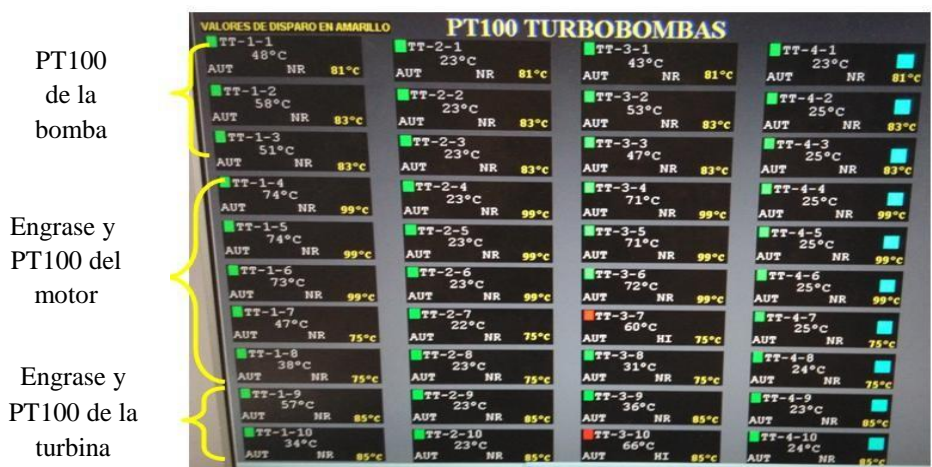 PT100
de la
bomba
Engrase y
PT100 del
motor
Engrase y
PT100 de la
turbina
VALORES DE DISPARO EN AMARILLO
PT100 TURBOBOMBAS
TT-1-1
48°C
AUT NR 81°C
TT-1-2
58°C
AUT NR 83°C
TT-1-3
51°C
AUT NR 83°C
TT-1-4
74°C
AUT NR 99°C
TT-1-5
74°C
AUT NR 99°C
TT-1-6
73°C
AUT NR 99°C
TT-1-7
47°C
AUT NR 75°C
TT-1-8
38°C
AUT NR 75°C
TT-1-9
57°C
AUT NR 85°C
TT-1-10
34°C
AUT NR 85°C
TT-2-1
23°C
AUT NR 81°C
TT-2-2
23°C
AUT NR 83°C
TT-2-3
23°C
AUT NR 83°C
TT-2-4
23°C
AUT NR 99°C
TT-2-5
23°C
AUT NR 99°C
TT-2-6
23°C
AUT NR 99°C
TT-2-7
22°C
AUT NR 75°C
TT-2-8
23°C
AUT NR 75°C
TT-2-9
23°C
AUT NR 85°C
TT-2-10
23°C
AUT NR 85°C
TT-3-1
43°C
AUT NR 81°C
TT-3-2
53°C
AUT NR 83°C
TT-3-3
47°C
AUT NR 83°C
TT-3-4
71°C
AUT NR 99°C
TT-3-5
71°C
AUT NR 99°C
TT-3-6
72°C
AUT NR 99°C
TT-3-7
60°C
AUT HI 75°C
TT-3-8
31°C
AUT NR 75°C
TT-3-9
36°C
AUT NR 85°C
TT-3-10
66°C
AUT HI 85°C
TT-4-1
23°C
AUT NR 81°C
TT-4-2
25°C
AUT NR 83°C
TT-4-3
25°C
AUT NR 83°C
TT-4-4
25°C
AUT NR 99°C
TT-4-5
25°C
AUT NR 99°C
TT-4-6
25°C
AUT NR 99°C
TT-4-7
25°C
AUT NR 75°C
TT-4-8
24°C
AUT NR 75°C
TT-4-9
23°C
AUT NR 85°C
TT-4-10
24°C
AUT NR 85°C